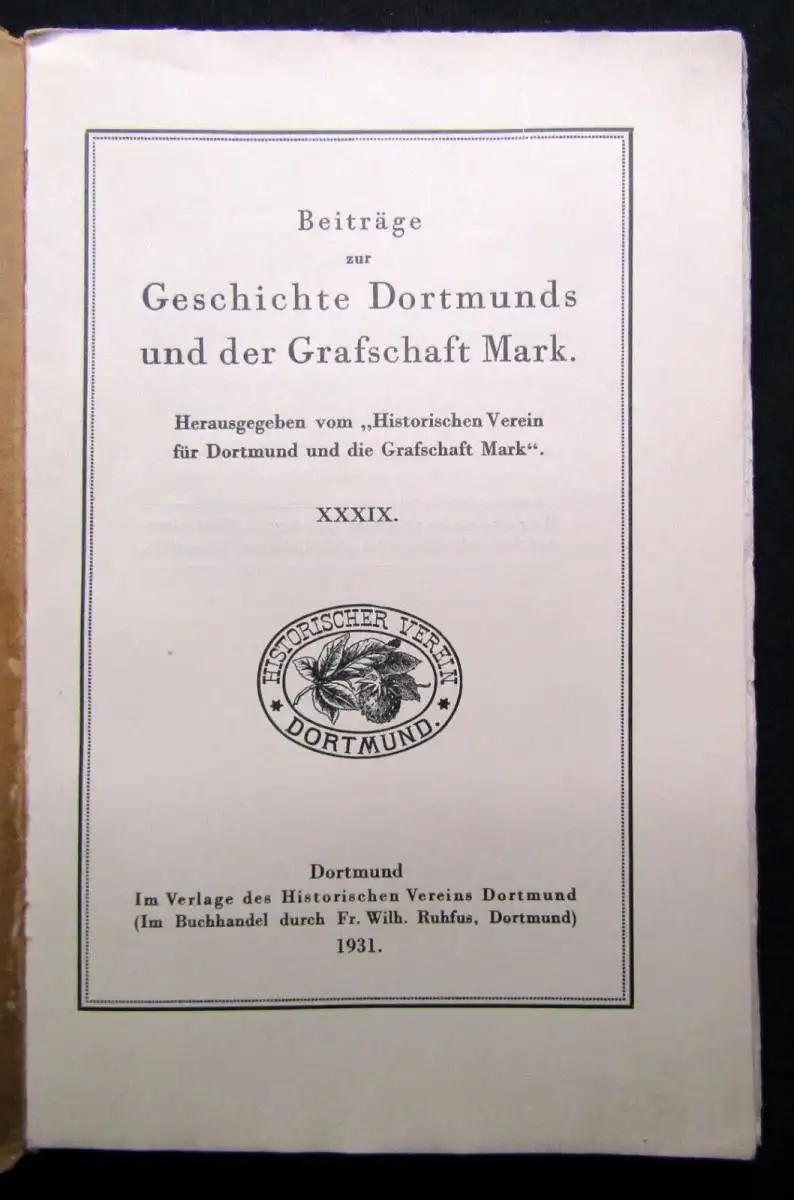 Beiträge
zur
Geschichte Dortmunds
und der Grafschaft Mark.
Herausgegeben vom „Historischen Verein
für Dortmund und die Grafschaft Mark“.
XXXIX.
HISTORISCHER VEREIN
* DORTMUND. *
Dortmund
Im Verlage des Historischen Vereins Dortmund
(Im Buchhandel durch Fr. Wilh. Ruhfus, Dortmund)
1931.